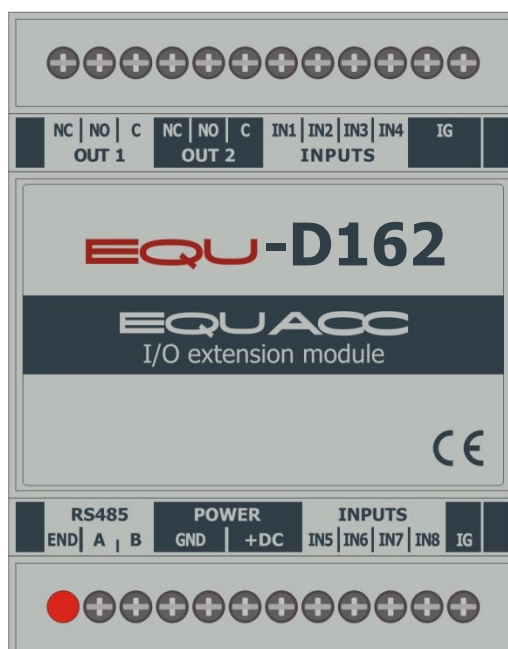 NC NO C NC NO C IN1 IN2 IN3 IN4 IG
OUT 1 OUT 2 INPUTS
EQU-D162
EQUACC
I/O extension module
CE
RS485 POWER INPUTS
END A B GND +DC IN5 IN6 IN7 IN8 IG